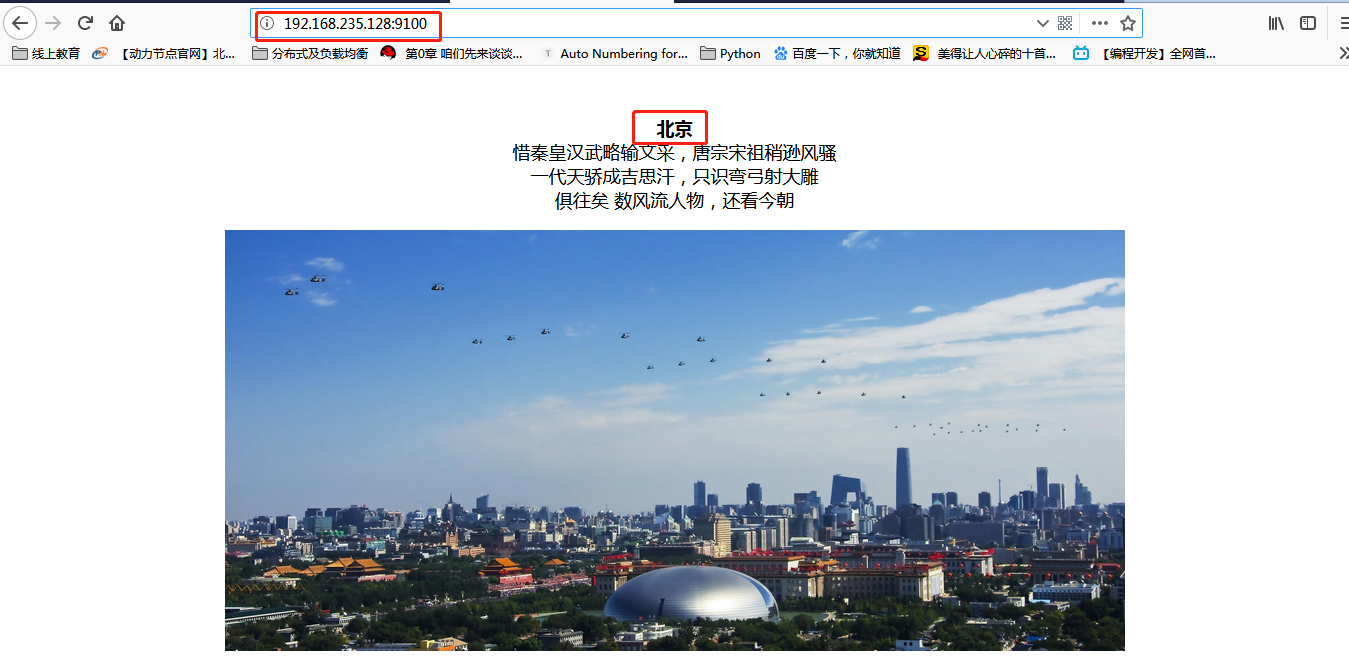 192.168.235.128:9100
线上教育 【动力节点官网】北... 分布式及负载均衡 第0章 咱们先来谈谈... T Auto Numbering for... Python 百度一下，你就知道 S 美得让人心碎的十首... 【编程开发】全网首...
北京
惜秦皇汉武略输文采，唐宗宋祖稍逊风骚
一代天骄成吉思汗，只识弯弓射大雕
俱往矣 数风流人物，还看今朝